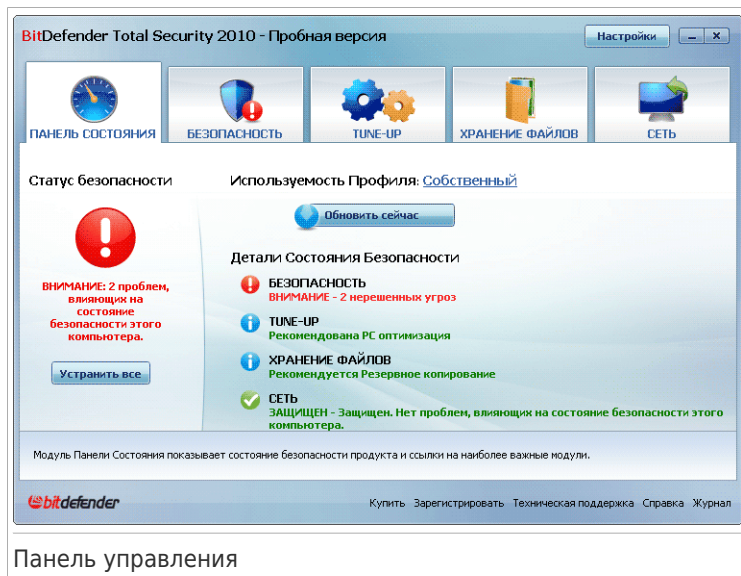 BitDefender Total Security 2010 - Пробная версия
Настройки
ПАНЕЛЬ СОСТОЯНИЯ
БЕЗОПАСНОСТЬ
TUNE-UP
ХРАНЕНИЕ ФАЙЛОВ
СЕТЬ
Статус безопасности
ВНИМАНИЕ: 2 проблем,
влияющих на
состояние
безопасности этого
компьютера.
Устранить все
Используемость Профиля: Собственный
Обновить сейчас
Детали Состояния Безопасности
БЕЗОПАСНОСТЬ
ВНИМАНИЕ - 2 нерешенных угроз
TUNE-UP
Рекомендована PC оптимизация
ХРАНЕНИЕ ФАЙЛОВ
Рекомендуется Резервное копирование
СЕТЬ
ЗАЩИЩЕН - Защищен. Нет проблем, влияющих на состояние безопасности этого
компьютера.
Модуль Панели Состояния показывает состояние безопасности продукта и ссылки на наиболее важные модули.
bitdefender
Купить Зарегистрировать Техническая поддержка Справка Журнал
Панель управления